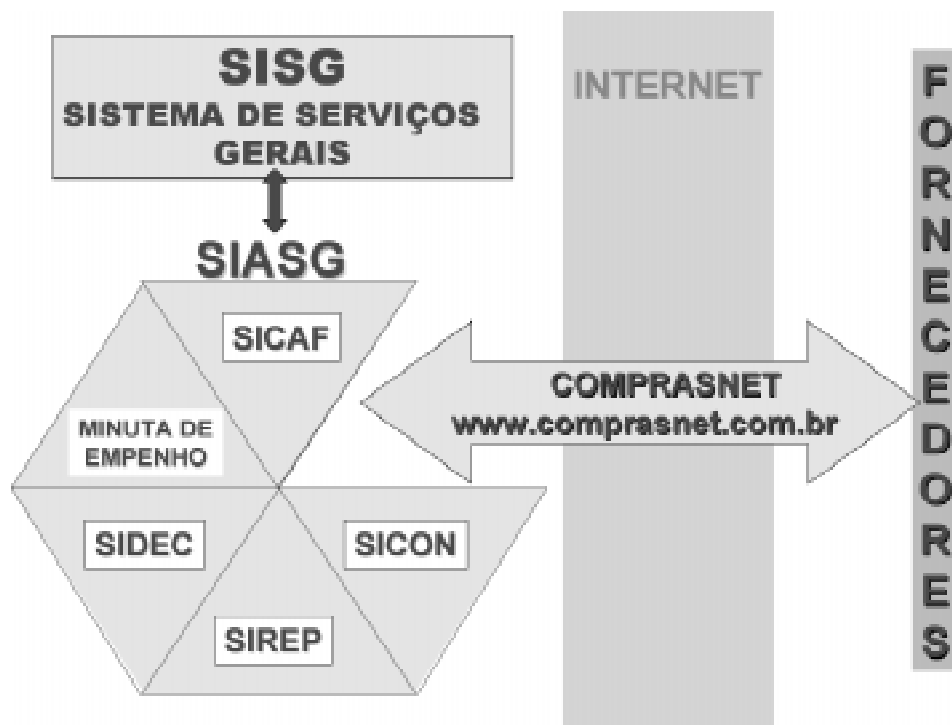 SISG
SISTEMA DE SERVIÇOS
GERAIS
SIASG
SICAF
MINUTA DE
EMPENHO
SIDEC
SICON
SIREP
INTERNET
COMPRASNET
www.comprasnet.com.br
FORNECEDORES